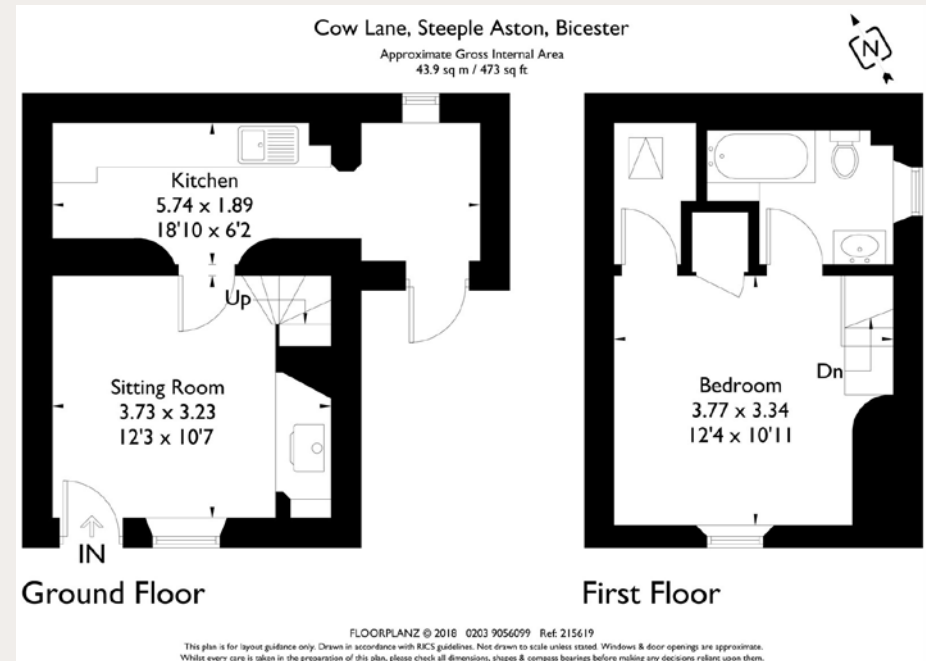 Cow Lane, Steeple Aston, Bicester
Approximate Gross Internal Area
43.9 sq m / 473 sq ft
N
Kitchen
5.74 x 1.89
18'10 x 6'2
Up
Sitting Room
3.73 x 3.23
12'3 x 10'7
IN
Ground Floor
Bedroom
3.77 x 3.34
12'4 x 10'11
Dn
First Floor
FLOORPLANZ © 2018 0203 9056099 Ref: 215619
This plan is for layout guidance only. Drawn in accordance with RICS guidelines. Not drawn to scale unless stated. Windows & door openings are approximate.
Whilst every care is taken in the preparation of this plan, please check all dimensions, shapes & compass bearings before making any decisions reliant upon them.